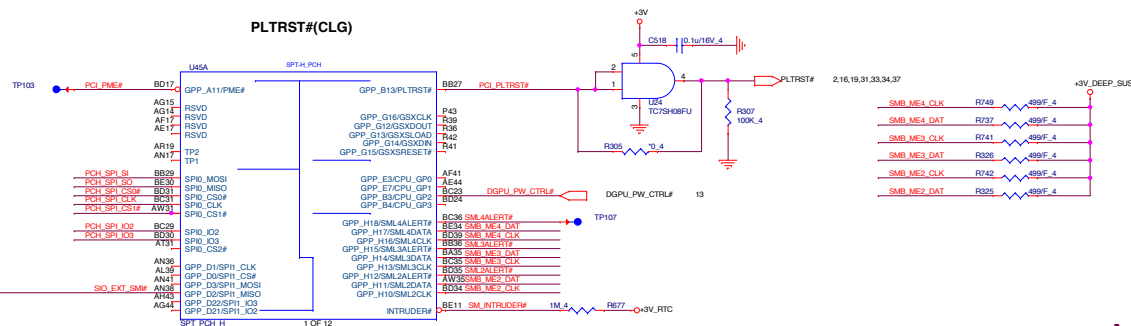 PLTRST#(CLG)
+3V
C518 0.1u/16V_4
U45A SPT-H_PCH
TP103 PCI_PME# BD17 GPP_A11/PME#
GPP_B13/PLTRST# BB27 PCI_PLTRST#
5
2
1
4
3
U24
TC7SH08FU
PLTRST# 2,16,19,31,33,34,37
R307
100K_4
R305 *0_4
AG15 RSVD
AG14 RSVD
AF17 RSVD
AE17 RSVD
AR19 TP2
AN17 TP1
GPP_G16/GSXCLK P43
GPP_G12/GSXDOUT R39
GPP_G13/GSXSLOAD R36
GPP_G14/GSXDIN R42
GPP_G15/GSXSRESET# R41
PCH_SPI_SI BB29 SPI0_MOSI
PCH_SPI_SO BE30 SPI0_MISO
PCH_SPI_CS0# BD31 SPI0_CS0#
PCH_SPI_CLK BC31 SPI0_CLK
PCH_SPI_CS1# AW31 SPI0_CS1#
GPP_E3/CPU_GP0 AF41
GPP_E7/CPU_GP1 AE44
GPP_B3/CPU_GP2 BC23 DGPU_PW_CTRL# DGPU_PW_CTRL# 13
GPP_B4/CPU_GP3 BD24
PCH_SPI_IO2 BC29 SPI0_IO2
PCH_SPI_IO3 BD30 SPI0_IO3
AT31 SPI0_CS2#
GPP_H18/SML4ALERT# BC36 SML4ALERT# TP107
GPP_H17/SML4DATA BE34 SMB_ME4_DAT
GPP_H16/SML4CLK BD39 SMB_ME4_CLK
GPP_H15/SML3ALERT# BB36 SML3ALERT#
GPP_H14/SML3DATA BA35 SMB_ME3_DAT
GPP_H13/SML3CLK BC35 SMB_ME3_CLK
GPP_H12/SML2ALERT# BD35 SML2ALERT#
GPP_H11/SML2DATA AW35 SMB_ME2_DAT
GPP_H10/SML2CLK BD34 SMB_ME2_CLK
AN36 GPP_D1/SPI1_CLK
AL39 GPP_D0/SPI1_CS#
AN41 GPP_D3/SPI1_MOSI
SIO_EXT_SMI# AN38 GPP_D2/SPI1_MISO
AH43 GPP_D22/SPI1_IO3
AG44 GPP_D21/SPI1_IO2
INTRUDER# BE11 SM_INTRUDER# 1M_4 R677 +3V_RTC
SPT_PCH_H 1 OF 12
+3V_DEEP_SUS
SMB_ME4_CLK R749 499/F_4
SMB_ME4_DAT R737 499/F_4
SMB_ME3_CLK R741 499/F_4
SMB_ME3_DAT R326 499/F_4
SMB_ME2_CLK R742 499/F_4
SMB_ME2_DAT R325 499/F_4